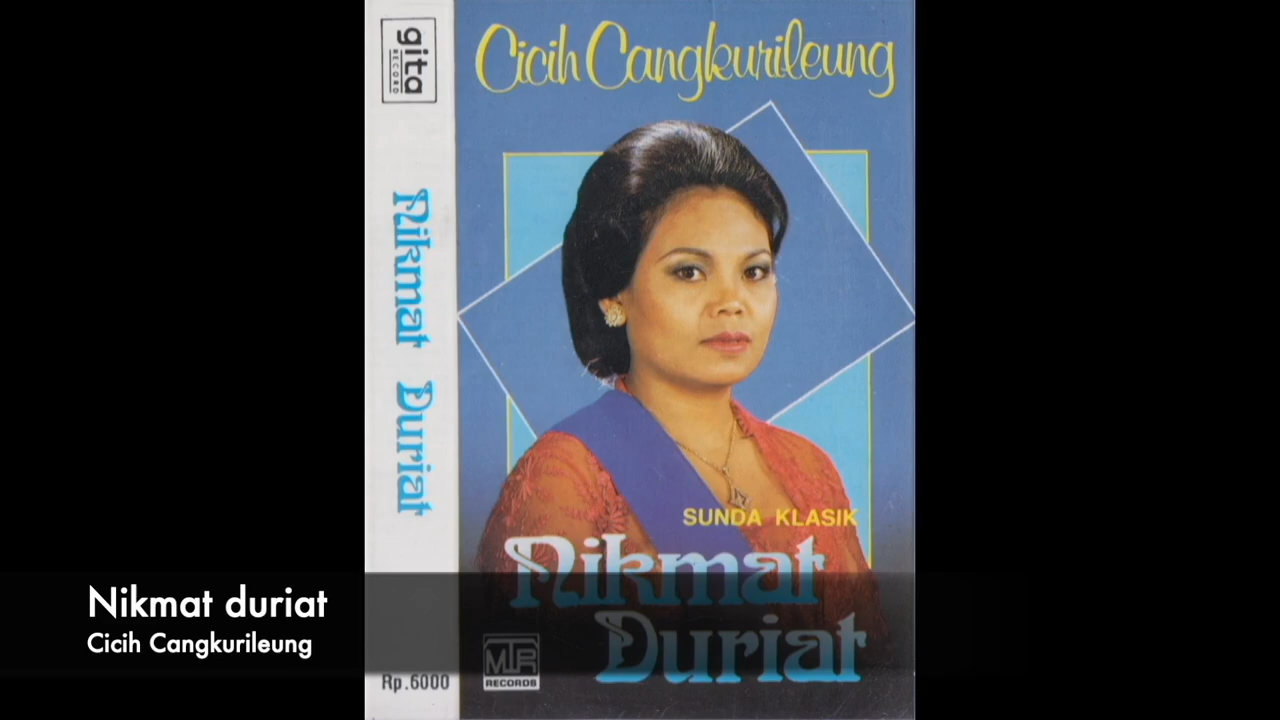 gita
RECORD
Nikmat Duriat
Rp.6000
Cicih Cangkurileung
SUNDA KLASIK
Nikmat
Duriat
MTR
RECORDS
Nikmat duriat
Cicih Cangkurileung